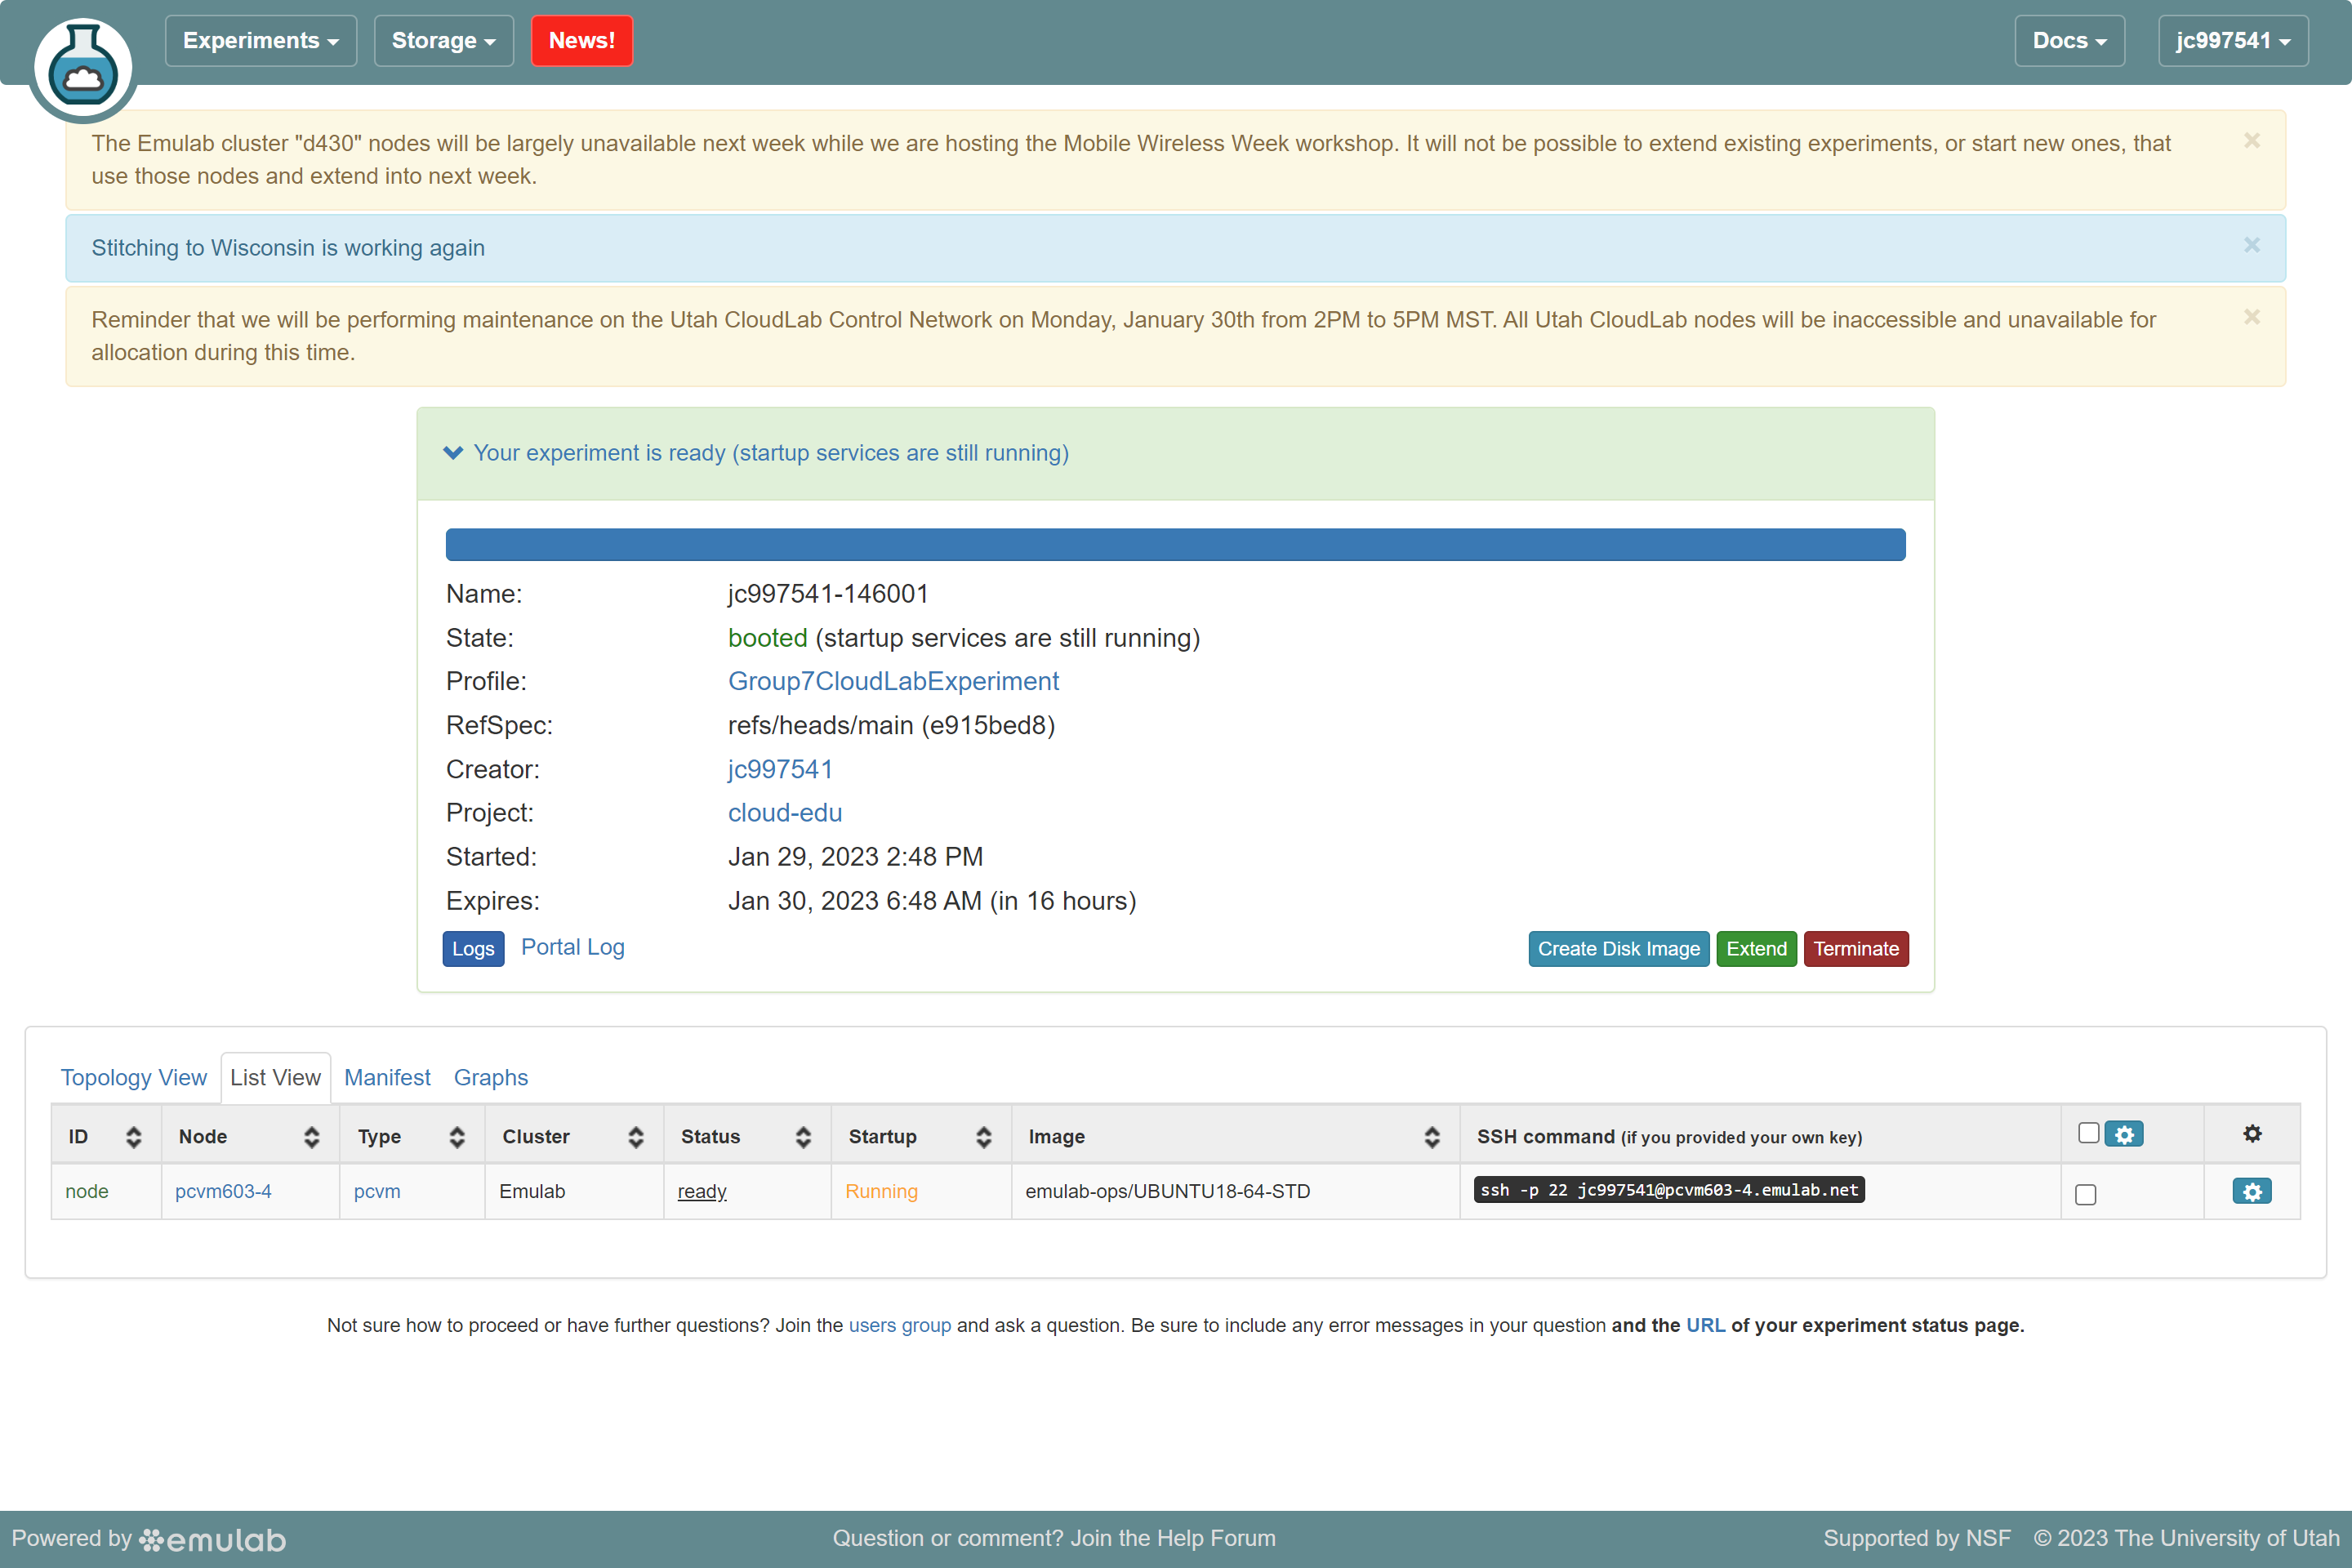 Experiments
Storage
News!
Docs
jc997541
The Emulab cluster "d430" nodes will be largely unavailable next week while we are hosting the Mobile Wireless Week workshop. It will not be possible to extend existing experiments, or start new ones, that
use those nodes and extend into next week.
Stitching to Wisconsin is working again
Reminder that we will be performing maintenance on the Utah CloudLab Control Network on Monday, January 30th from 2PM to 5PM MST. All Utah CloudLab nodes will be inaccessible and unavailable for
allocation during this time.
Your experiment is ready (startup services are still running)
Name: jc997541-146001
State: booted (startup services are still running)
Profile: Group7CloudLabExperiment
RefSpec: refs/heads/main (e915bed8)
Creator: jc997541
Project: cloud-edu
Started: Jan 29, 2023 2:48 PM
Expires: Jan 30, 2023 6:48 AM (in 16 hours)
Logs Portal Log Create Disk Image Extend Terminate
Topology View List View Manifest Graphs
ID Node Type Cluster Status Startup Image SSH command (if you provided your own key)
node pcvm603-4 pcvm Emulab ready Running emulab-ops/UBUNTU18-64-STD ssh -p 22 jc997541@pcvm603-4.emulab.net
Not sure how to proceed or have further questions? Join the users group and ask a question. Be sure to include any error messages in your question and the URL of your experiment status page.
Powered by emulab
Question or comment? Join the Help Forum
Supported by NSF © 2023 The University of Utah